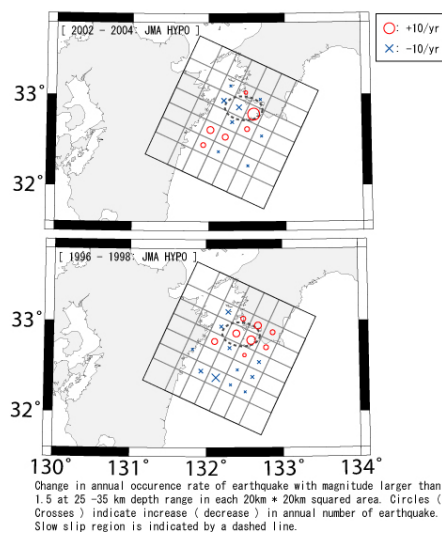 [ 2002 - 2004: JMA HYPO ]
○: +10/yr
×: -10/yr
33°
32°
[ 1996 - 1998: JMA HYPO ]
33°
32°
130° 131° 132° 133° 134°
Change in annual occurence rate of earthquake with magnitude larger than
1.5 at 25 -35 km depth range in each 20km * 20km squared area. Circles (
Crosses ) indicate increase ( decrease ) in annual number of earthquake.
Slow slip region is indicated by a dashed line.